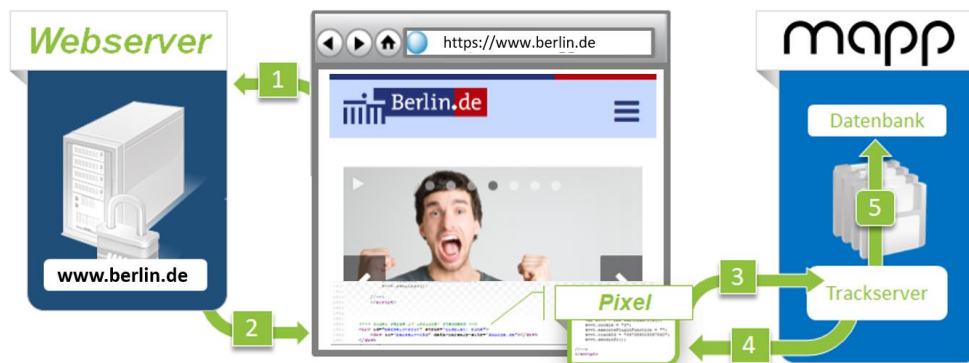 Webserver
https://www.berlin.de
mapp
1
Berlin.de
Datenbank
5
www.berlin.de
3
Pixel
Trackserver
2
4